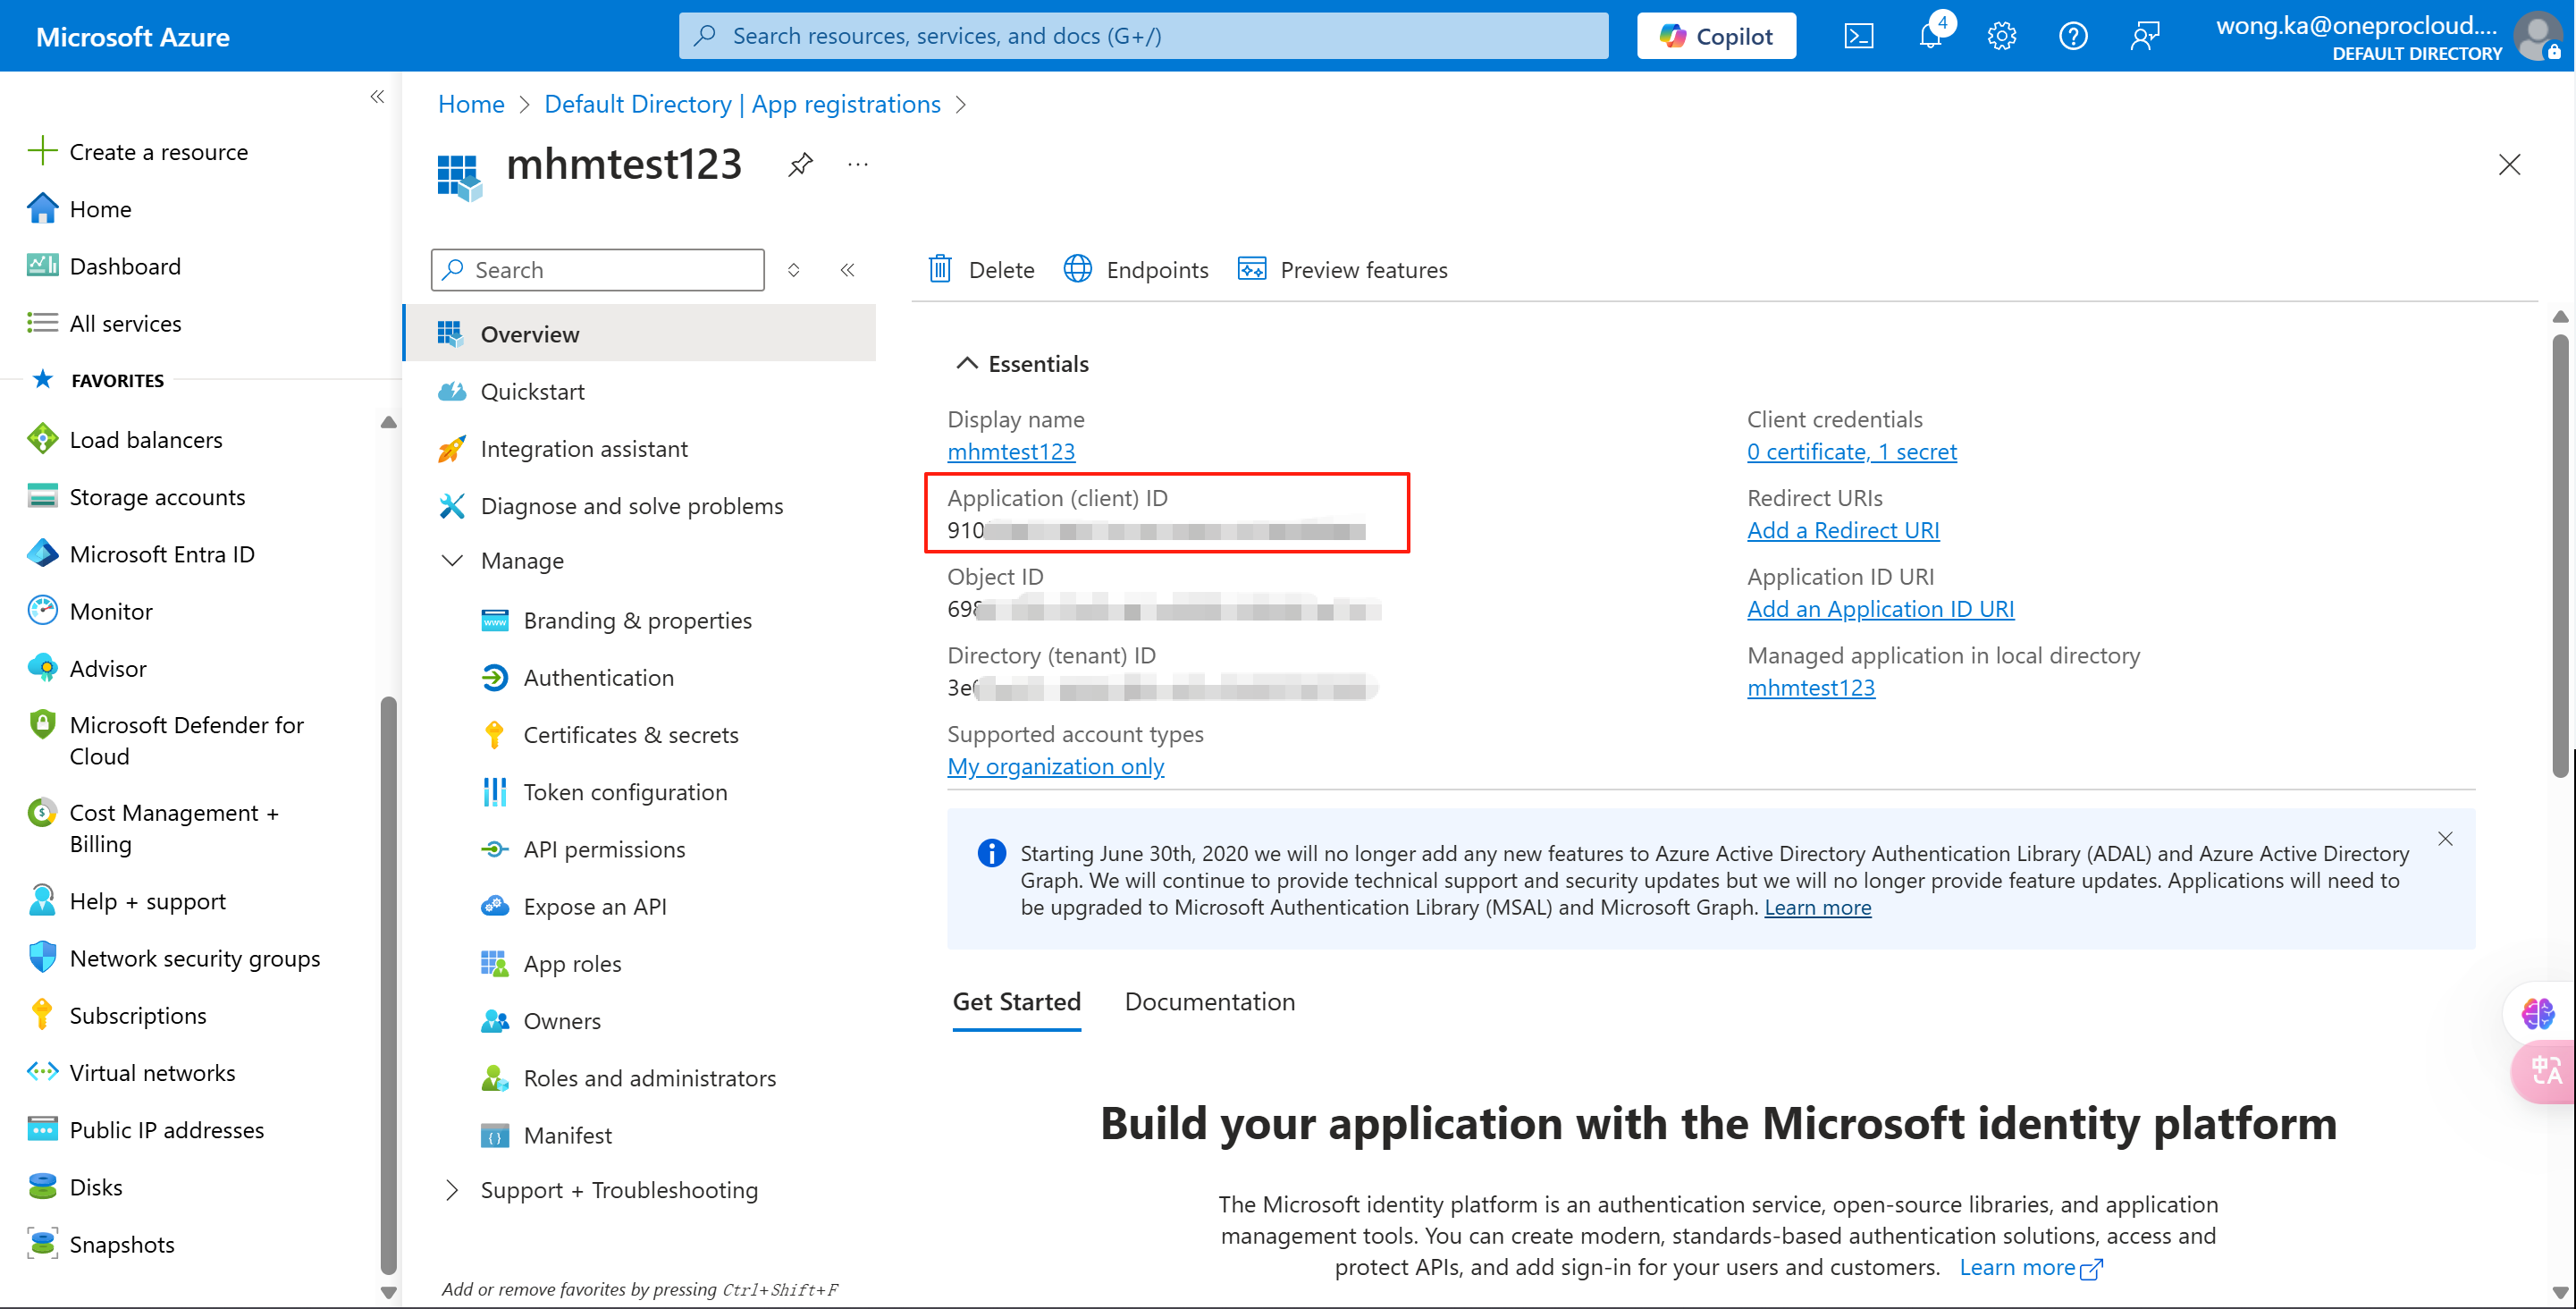 Microsoft Azure
Search resources, services, and docs (G+/)
Copilot
4
wong.ka@oneprocloud....
DEFAULT DIRECTORY
Create a resource
Home
Dashboard
All services
FAVORITES
Load balancers
Storage accounts
Microsoft Entra ID
Monitor
Advisor
Microsoft Defender for
Cloud
Cost Management +
Billing
Help + support
Network security groups
Subscriptions
Virtual networks
Public IP addresses
Disks
Snapshots
Home > Default Directory | App registrations >
mhmtest123
Search
Overview
Quickstart
Integration assistant
Diagnose and solve problems
Manage
Branding & properties
Authentication
Certificates & secrets
Token configuration
API permissions
Expose an API
App roles
Owners
Roles and administrators
Manifest
Support + Troubleshooting
Add or remove favorites by pressing Ctrl+Shift+F
Delete
Endpoints
Preview features
Essentials
Display name
mhmtest123
Application (client) ID
910
Object ID
698
Directory (tenant) ID
3e
Supported account types
My organization only
Client credentials
0 certificate, 1 secret
Redirect URIs
Add a Redirect URI
Application ID URI
Add an Application ID URI
Managed application in local directory
mhmtest123
Starting June 30th, 2020 we will no longer add any new features to Azure Active Directory Authentication Library (ADAL) and Azure Active Directory
Graph. We will continue to provide technical support and security updates but we will no longer provide feature updates. Applications will need to
be upgraded to Microsoft Authentication Library (MSAL) and Microsoft Graph. Learn more
Get Started
Documentation
Build your application with the Microsoft identity platform
The Microsoft identity platform is an authentication service, open-source libraries, and application
management tools. You can create modern, standards-based authentication solutions, access and
protect APIs, and add sign-in for your users and customers. Learn more